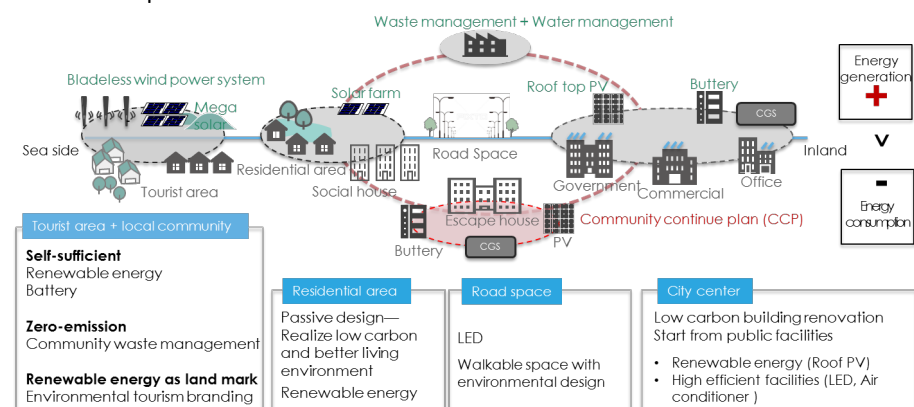 Waste management + Water management
Bladeless wind power system
Mega
solar
Solar farm
Roof top PV
Buttery
CGS
Energy
generation
+
Sea side
Residential area
Road Space
Inland
v
Tourist area
Social house
Government
Commercial
Office
-
Energy
consumption
Escape house
Community continue plan (CCP)
Buttery
CGS
PV
Tourist area + local community
Self-sufficient
Renewable energy
Battery
Zero-emission
Community waste management
Renewable energy as land mark
Environmental tourism branding
Residential area
Passive design—
Realize low carbon
and better living
environment
Renewable energy
Road space
LED
Walkable space with
environmental design
City center
Low carbon building renovation
Start from public facilities
• Renewable energy (Roof PV)
• High efficient facilities (LED, Air
conditioner )